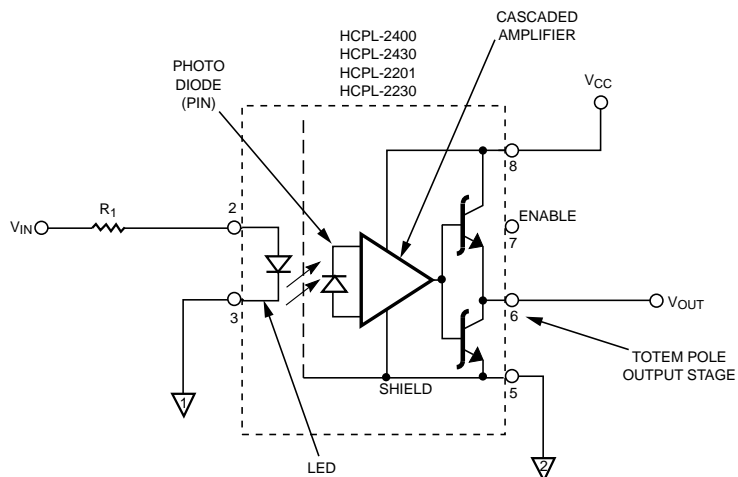 CASCADED
AMPLIFIER
HCPL-2400
HCPL-2430
HCPL-2201
HCPL-2230
PHOTO
DIODE
(PIN)
VCC
8
R1
2
VIN
ENABLE
7
3
6
VOUT
TOTEM POLE
OUTPUT STAGE
SHIELD
5
1
2
LED